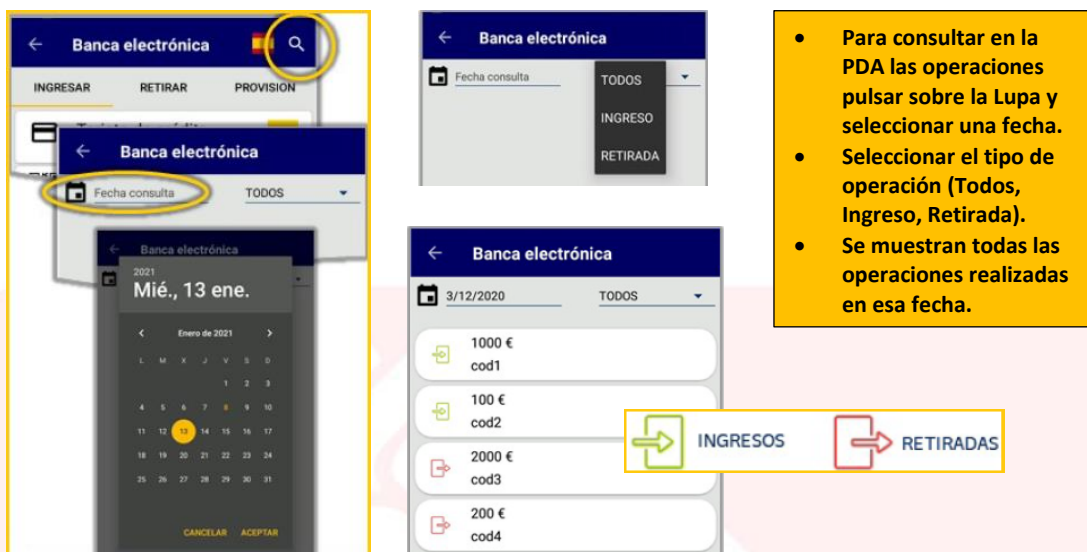 Banca electrónica
INGRESAR RETIRAR PROVISION
Banca electrónica
Fecha consulta TODOS
Banca electrónica
2021
Mié., 13 ene.
Enero de 2021
L M X J V S D
1 2 3
4 5 6 7 8 9 10
11 12 13 14 15 16 17
18 19 20 21 22 23 24
25 26 27 28 29 30 31
CANCELAR ACEPTAR
Banca electrónica
Fecha consulta
TODOS
INGRESO
RETIRADA
Banca electrónica
3/12/2020 TODOS
1000 €
cod1
100 €
cod2
2000 €
cod3
200 €
cod4
INGRESOS RETIRADAS
• Para consultar en la
PDA las operaciones
pulsar sobre la Lupa y
seleccionar una fecha.
• Seleccionar el tipo de
operación (Todos,
Ingreso, Retirada).
• Se muestran todas las
operaciones realizadas
en esa fecha.